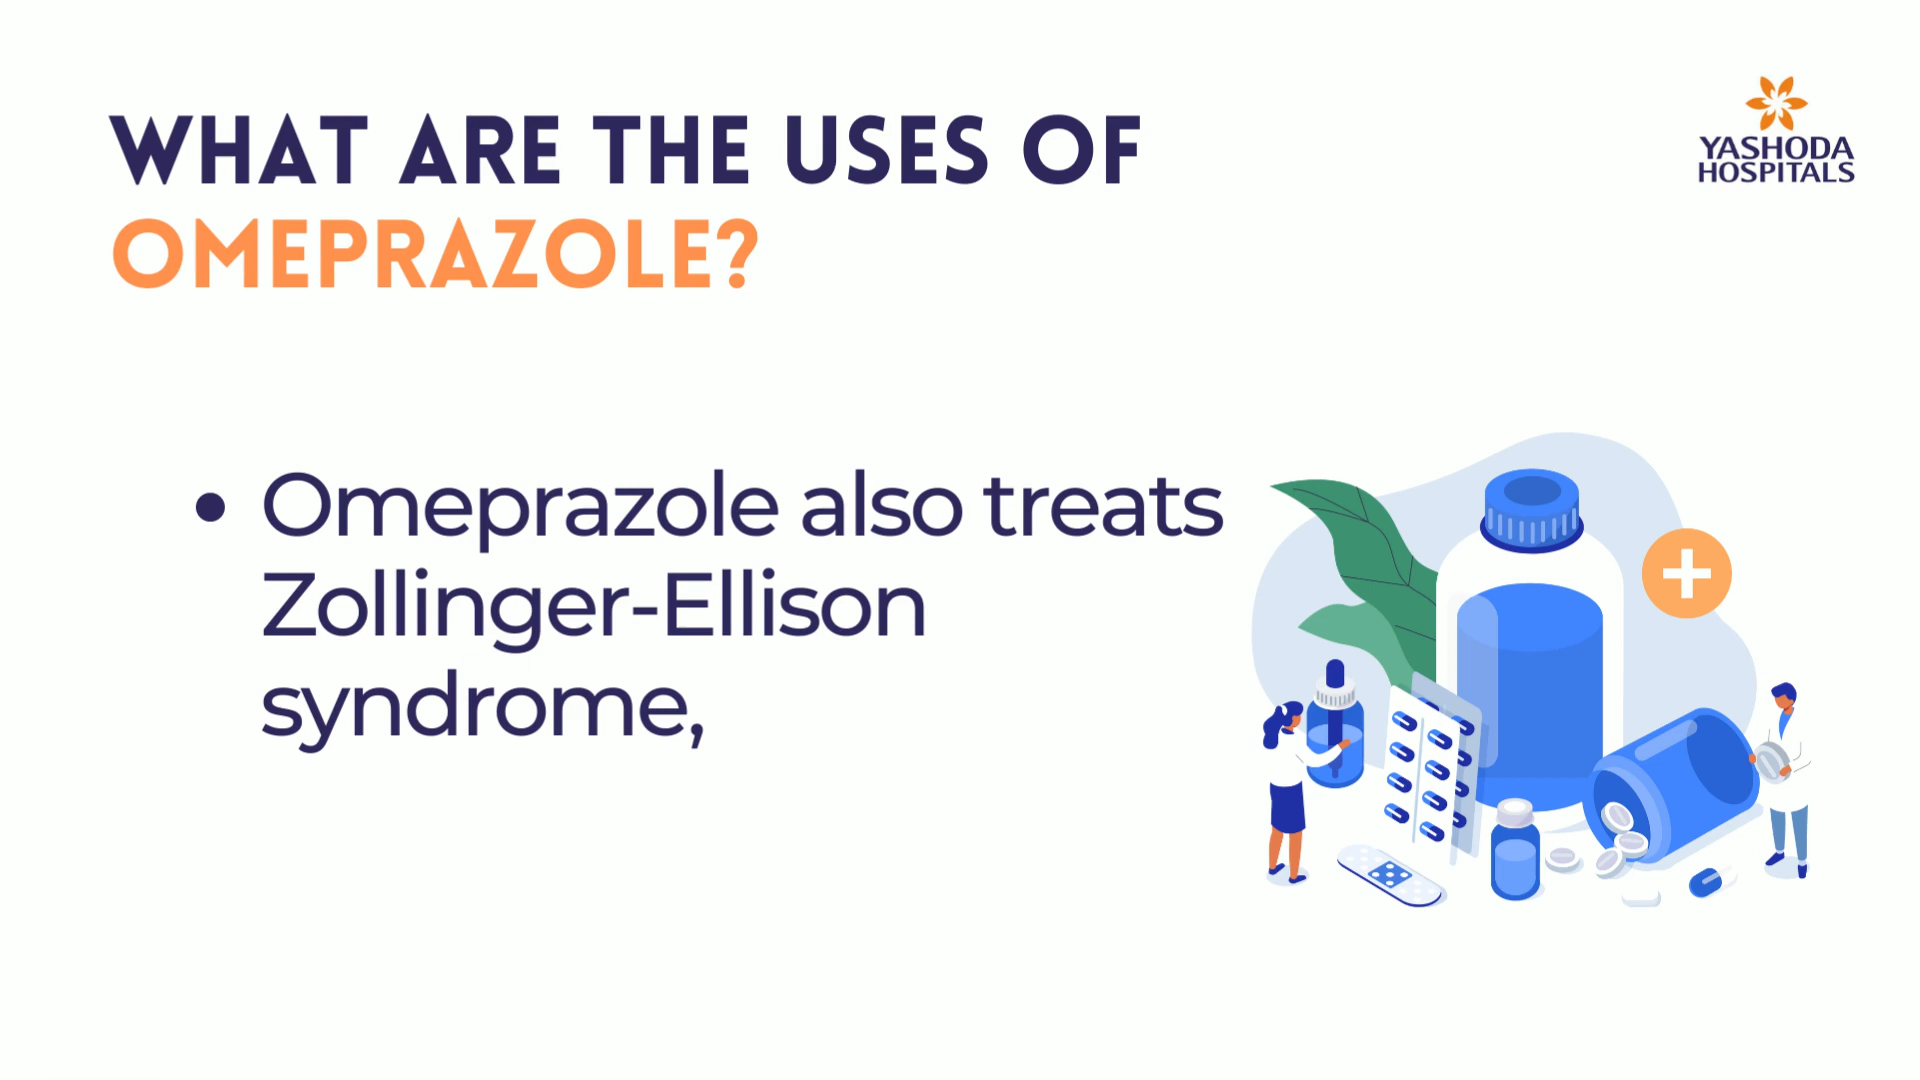 WHAT ARE THE USES OF
OMEPRAZOLE?
YASHODA
HOSPITALS
• Omeprazole also treats
Zollinger-Ellison
syndrome,